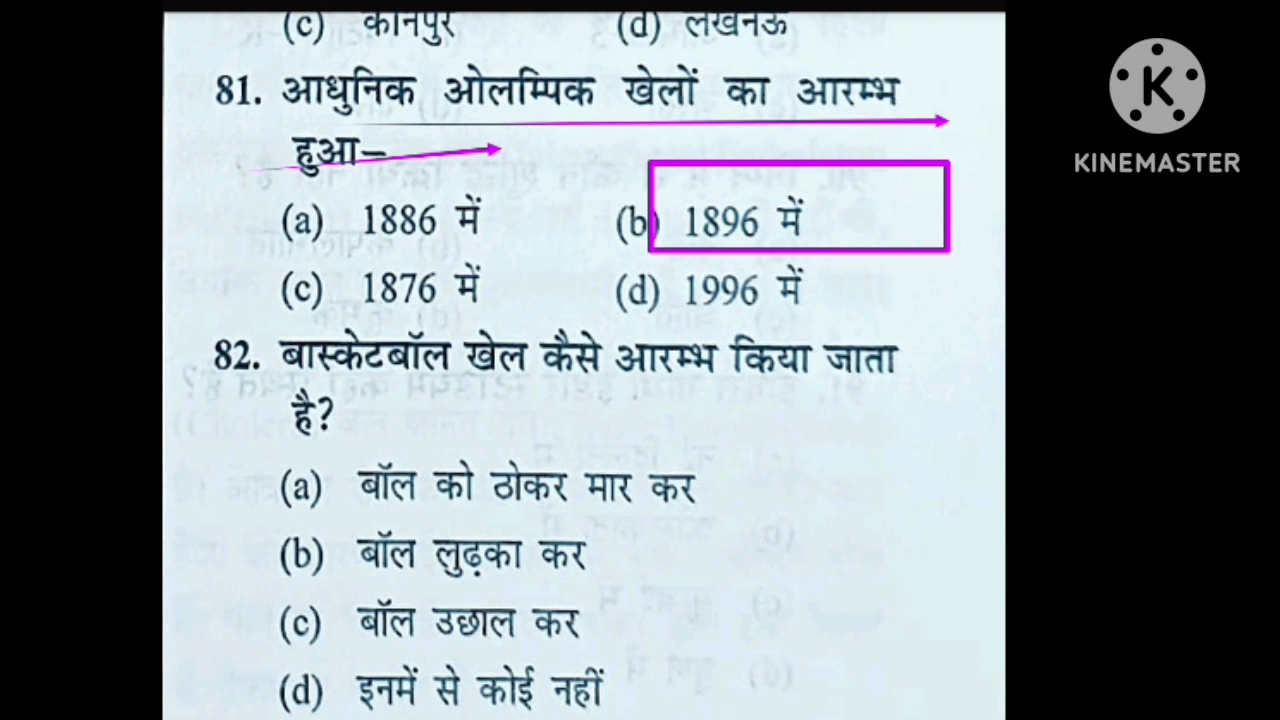 (c) कानपुर (d) लखनऊ
81. आधुनिक ओलम्पिक खेलों का आरम्भ
हुआ–
(a) 1886 में (b) 1896 में
(c) 1876 में (d) 1996 में
82. बास्केटबॉल खेल कैसे आरम्भ किया जाता
है?
(a) बॉल को ठोकर मार कर
(b) बॉल लुढ़का कर
(c) बॉल उछाल कर
(d) इनमें से कोई नहीं
K
KINEMASTER